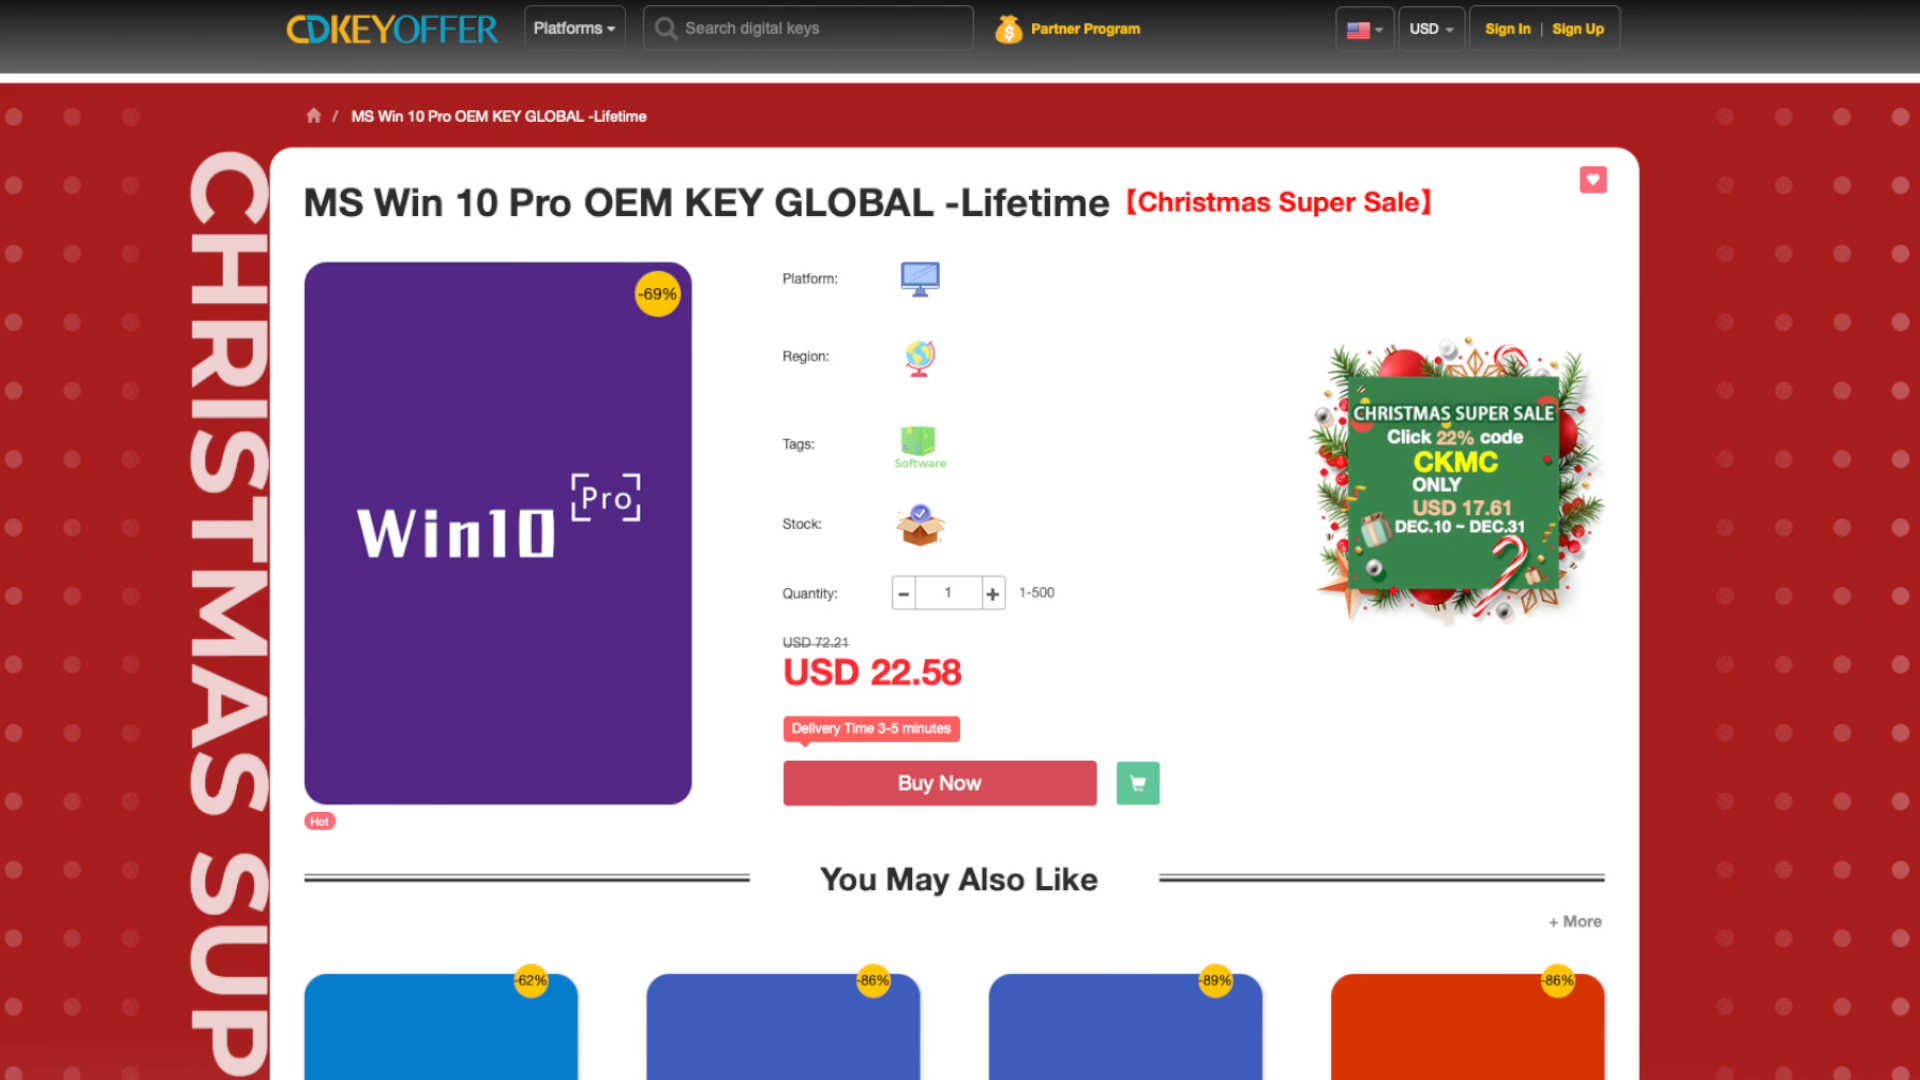 CDKEYOFFER
Platforms
Search digital keys
Partner Program
USD
Sign In | Sign Up
/ MS Win 10 Pro OEM KEY GLOBAL -Lifetime
CHRISTMAS SUP
MS Win 10 Pro OEM KEY GLOBAL -Lifetime【Christmas Super Sale】
-69%
Win10 Pro
Hot
Platform:
Region:
Tags:
Software
Stock:
Quantity:
− 1 + 1-500
USD 72.21
USD 22.58
Delivery Time 3-5 minutes
Buy Now
CHRISTMAS SUPER SALE
Click 22% code
CKMC
ONLY
USD 17.61
DEC.10 ~ DEC.31
You May Also Like
+ More
-62%
-86%
-89%
-86%